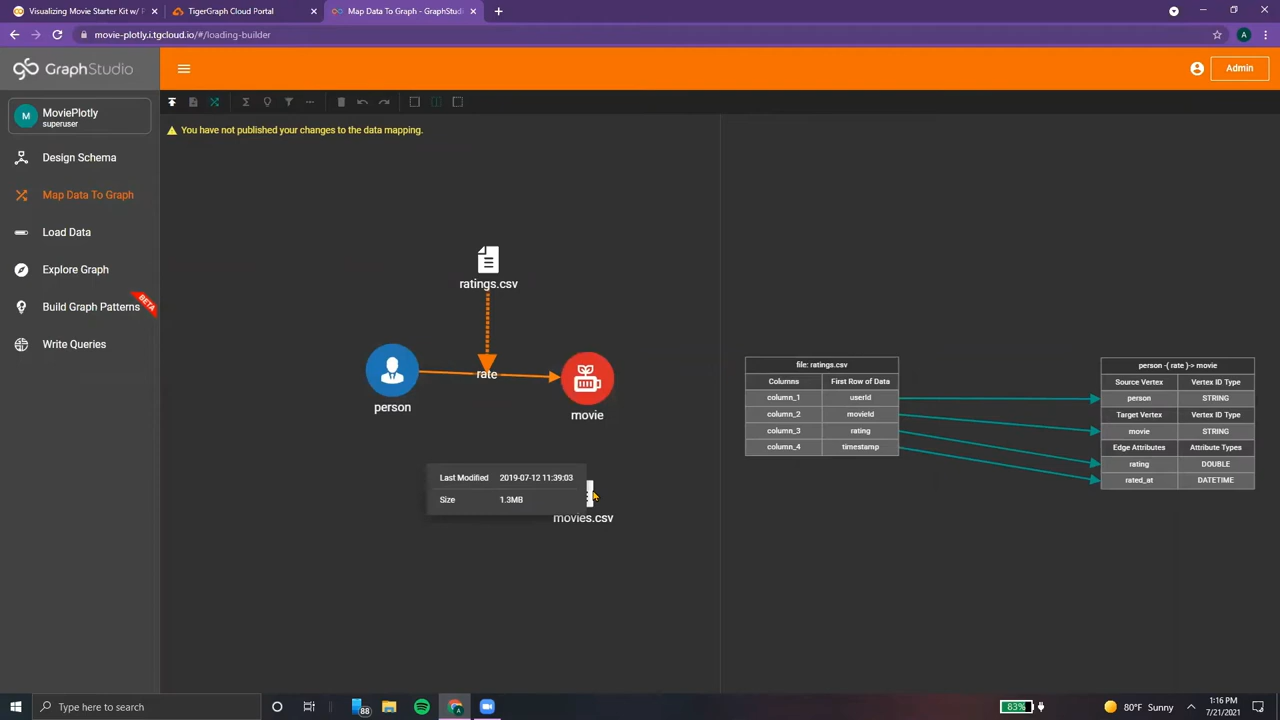 Visualizing Movie Starter Kit w/ P
TigerGraph Cloud Portal
Map Data To Graph - GraphStudio
movie-plotly.i.tgcloud.io/#/loading-builder
A
GraphStudio
Admin
M
MoviePlotly
superuser
You have not published your changes to the data mapping.
Design Schema
Map Data To Graph
Load Data
Explore Graph
Build Graph Patterns
BETA
Write Queries
ratings.csv
rate
person
movie
Last Modified 2019-07-12 11:39:03
Size 1.3MB
movies.csv
file: ratings.csv
Columns First Row of Data
column_1 userId
column_2 movieId
column_3 rating
column_4 timestamp
person -( rate )-> movie
Source Vertex Vertex ID Type
person STRING
Target Vertex Vertex ID Type
movie STRING
Edge Attributes Attribute Types
rating DOUBLE
rated_at DATETIME
Type here to search
88
83%
80°F Sunny
1:16 PM
7/21/2021